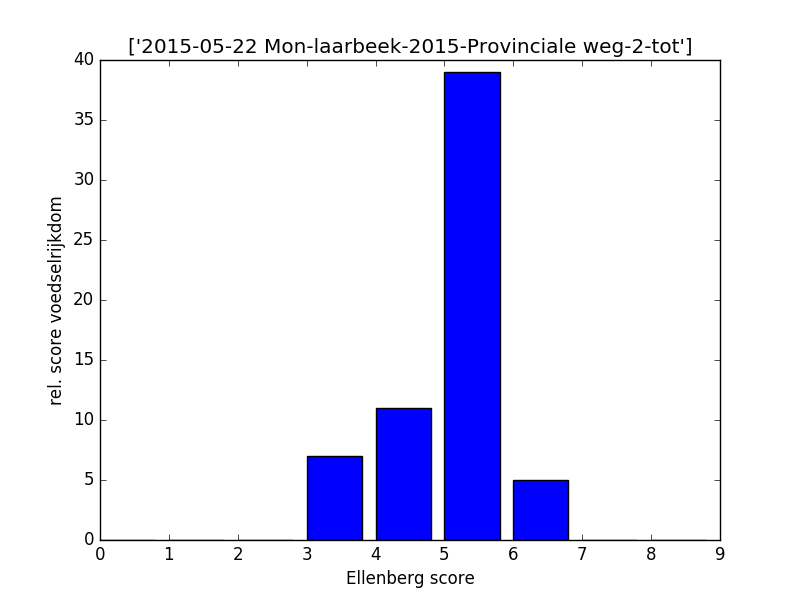 ['2015-05-22 Mon-laarbeek-2015-Provinciale weg-2-tot']
40
35
30
25
20
15
10
5
0
rel. score voedselrijkdom
0 1 2 3 4 5 6 7 8 9
Ellenberg score